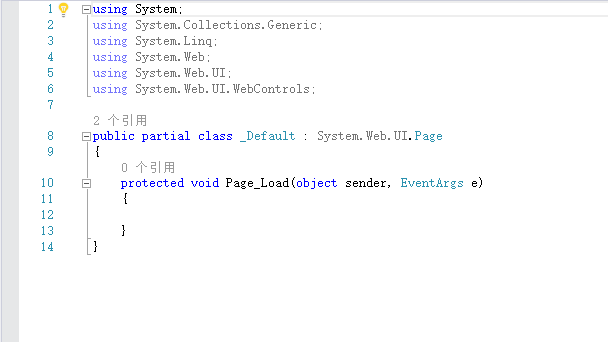 1 using System;
2 using System.Collections.Generic;
3 using System.Linq;
4 using System.Web;
5 using System.Web.UI;
6 using System.Web.UI.WebControls;
7
2 个引用
8 public partial class _Default : System.Web.UI.Page
9 {
0 个引用
10 protected void Page_Load(object sender, EventArgs e)
11 {
12
13 }
14 }